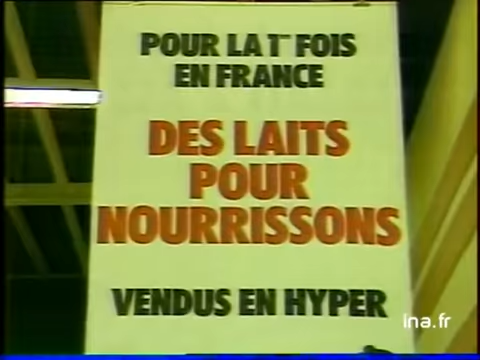 POUR LA 1re FOIS
EN FRANCE
DES LAITS
POUR
NOURRISSONS
VENDUS EN HYPER
ina.fr